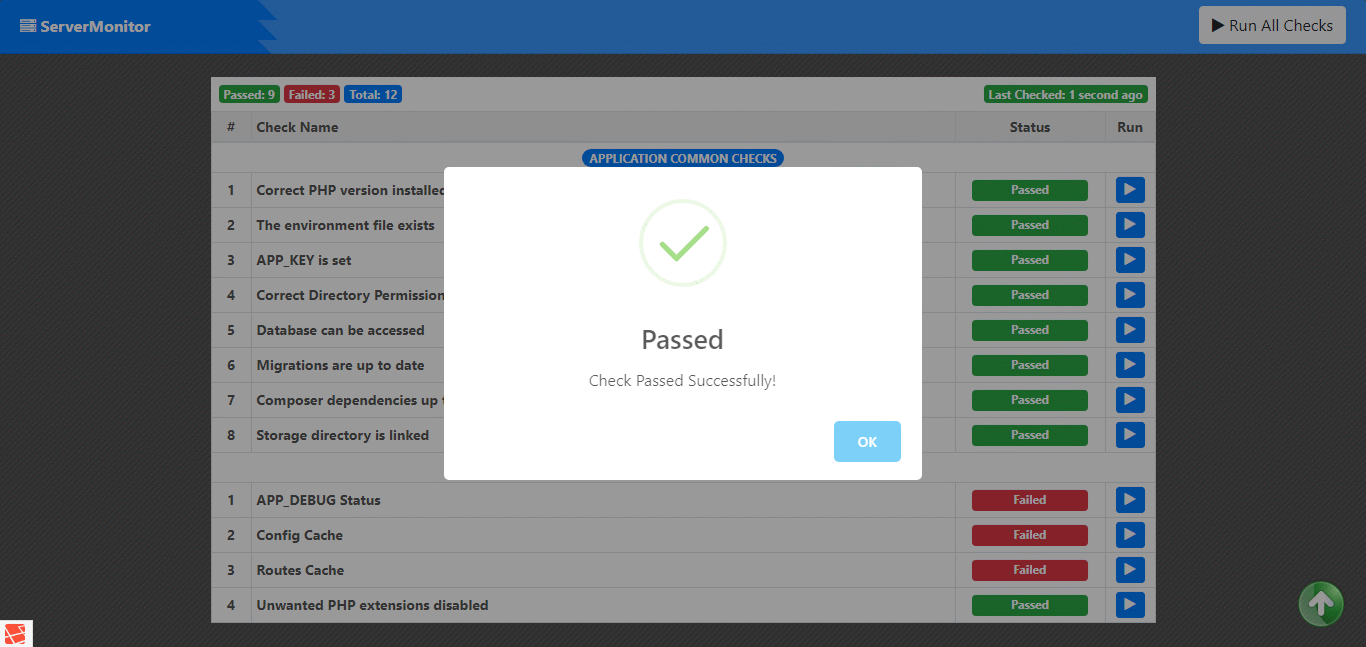 ServerMonitor
Run All Checks
Passed: 9 Failed: 3 Total: 12 Last Checked: 1 second ago
# Check Name Status Run
APPLICATION COMMON CHECKS
1 Correct PHP version installed Passed
2 The environment file exists Passed
3 APP_KEY is set Passed
4 Correct Directory Permission Passed
5 Database can be accessed Passed
6 Migrations are up to date Passed
7 Composer dependencies up Passed
8 Storage directory is linked Passed
Passed
Check Passed Successfully!
OK
1 APP_DEBUG Status Failed
2 Config Cache Failed
3 Routes Cache Failed
4 Unwanted PHP extensions disabled Passed